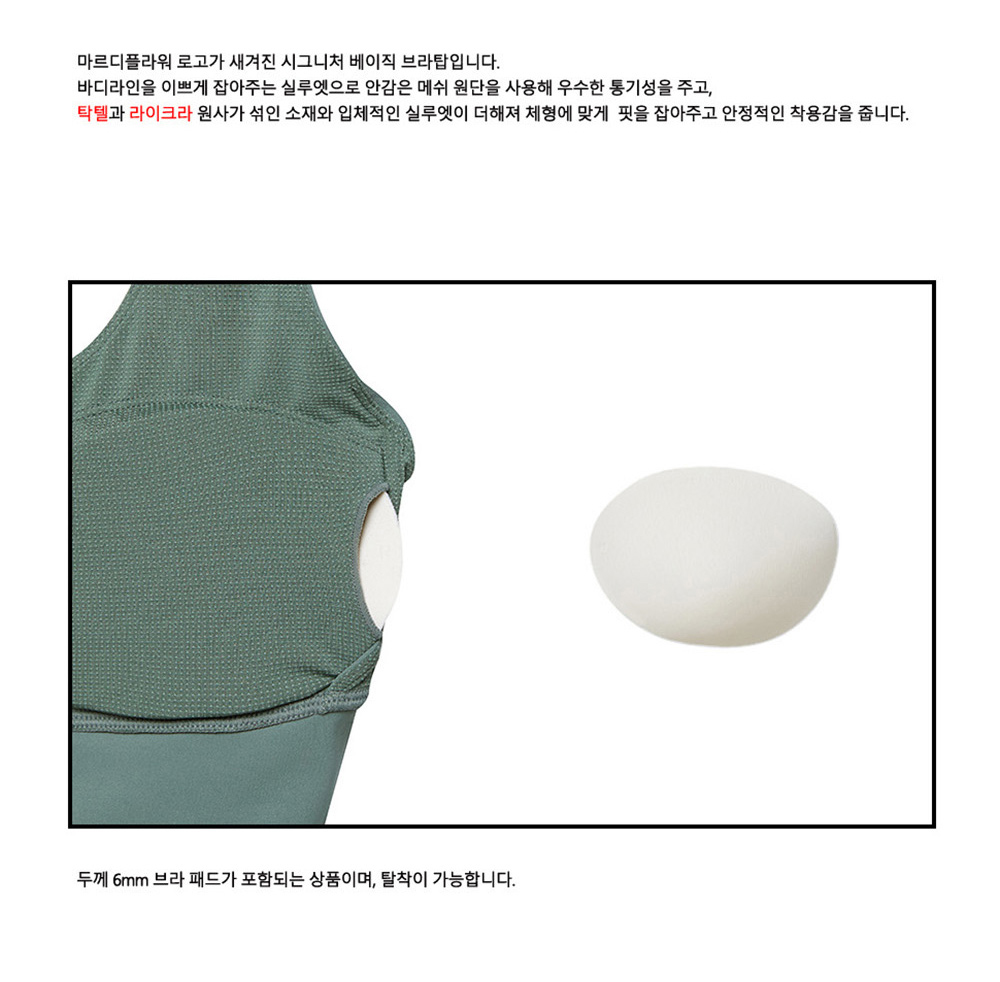 마르디플라워 로고가 새겨진 시그니처 베이직 브라탑입니다.
바디라인을 이쁘게 잡아주는 실루엣으로 안감은 메쉬 원단을 사용해 우수한 통기성을 주고,
탁텔과 라이크라 원사가 섞인 소재와 입체적인 실루엣이 더해져 체형에 맞게 핏을 잡아주고 안정적인 착용감을 줍니다.
두께 6mm 브라 패드가 포함되는 상품이며, 탈착이 가능합니다.